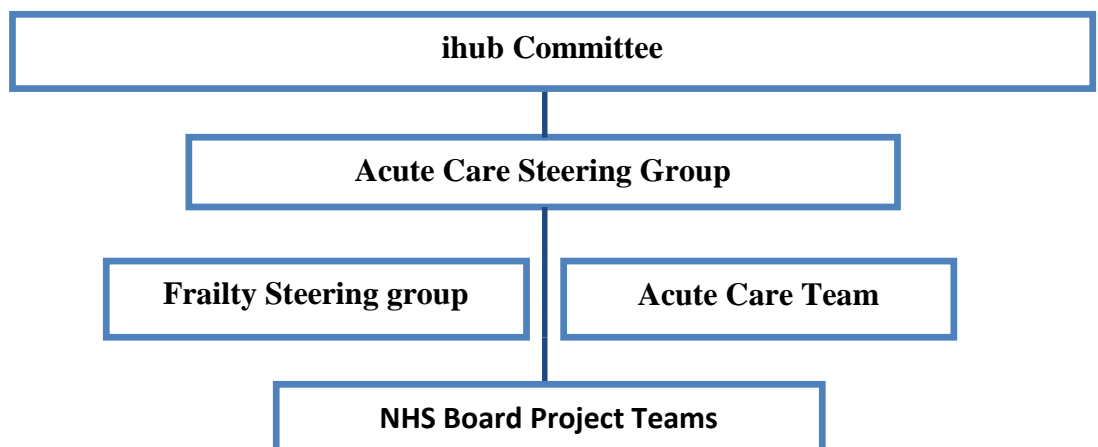 ihub Committee
Acute Care Steering Group
Frailty Steering group
Acute Care Team
NHS Board Project Teams